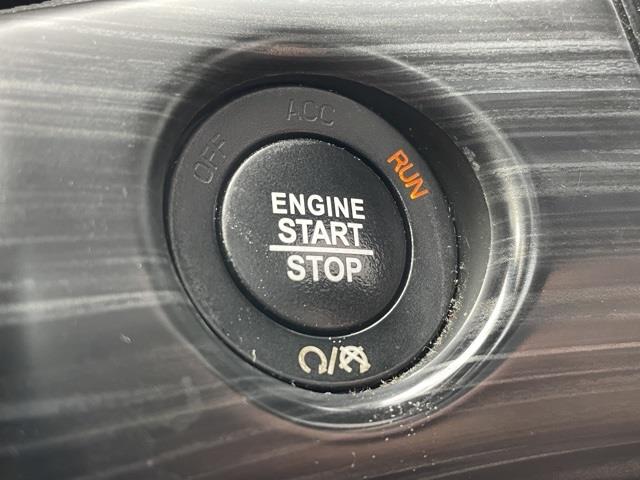 OFF
ACC
RUN
ENGINE
START
STOP